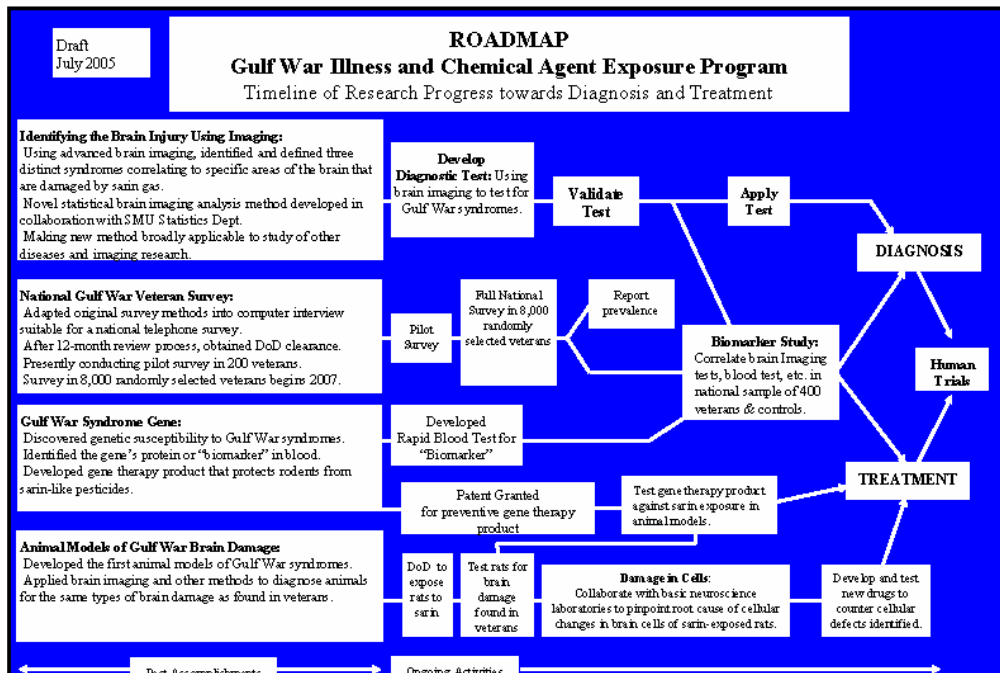 Draft
July 2005
ROADMAP
Gulf War Illness and Chemical Agent Exposure Program
Timeline of Research Progress towards Diagnosis and Treatment
Identifying the Brain Injury Using Imaging:
Using advanced brain imaging, identified and defined three
distinct syndromes correlating to specific areas of the brain that
are damaged by sarin gas.
Novel statistical brain imaging analysis method developed in
collaboration with SMU Statistics Dept.
Making new method broadly applicable to study of other
diseases and imaging research.
Develop
Diagnostic Test: Using
brain imaging to test for
Gulf War syndromes.
Validate
Test
Apply
Test
DIAGNOSIS
National Gulf War Veteran Survey:
Adapted original survey methods into computer interview
suitable for a national telephone survey.
After 12-month review process, obtained DoD clearance.
Presently conducting pilot survey in 200 veterans.
Survey in 8,000 randomly selected veterans begins 2007.
Pilot
Survey
Full National
Survey in 8,000
randomly
selected veterans
Report
prevalence
Biomarker Study:
Correlate brain Imaging
tests, blood test, etc. in
national sample of 400
veterans & controls.
Human
Trials
Gulf War Syndrome Gene:
Discovered genetic susceptibility to Gulf War syndromes.
Identified the gene's protein or "biomarker" in blood.
Developed gene therapy product that protects rodents from
sarin-like pesticides.
Developed
Rapid Blood Test for
"Biomarker"
Patent Granted
for preventive gene therapy
product
Test gene therapy product
against sarin exposure in
animal models.
TREATMENT
Animal Models of Gulf War Brain Damage:
Developed the first animal models of Gulf War syndromes.
Applied brain imaging and other methods to diagnose animals
for the same types of brain damage as found in veterans.
DoD to
expose
rats to
sarin
Test rats for
brain
damage
found in
veterans
Damage in Cells:
Collaborate with basic neuroscience
laboratories to pinpoint root cause of cellular
changes in brain cells of sarin-exposed rats.
Develop and test
new drugs to
counter cellular
defects identified.
Past Accomplishments
Ongoing Activities